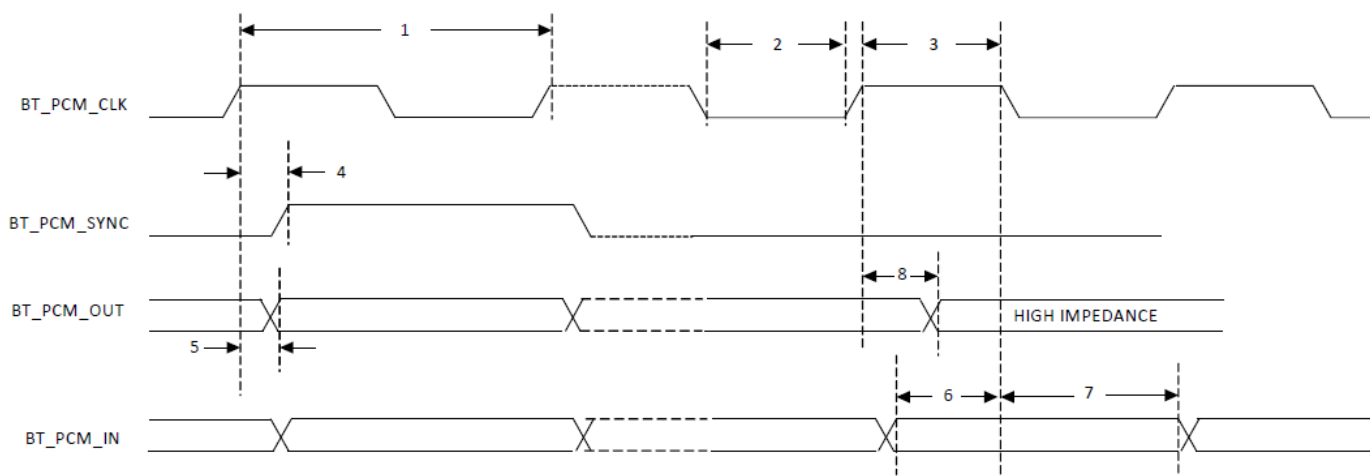 1
2
3
BT_PCM_CLK
4
BT_PCM_SYNC
8
BT_PCM_OUT
HIGH IMPEDANCE
5
6
7
BT_PCM_IN